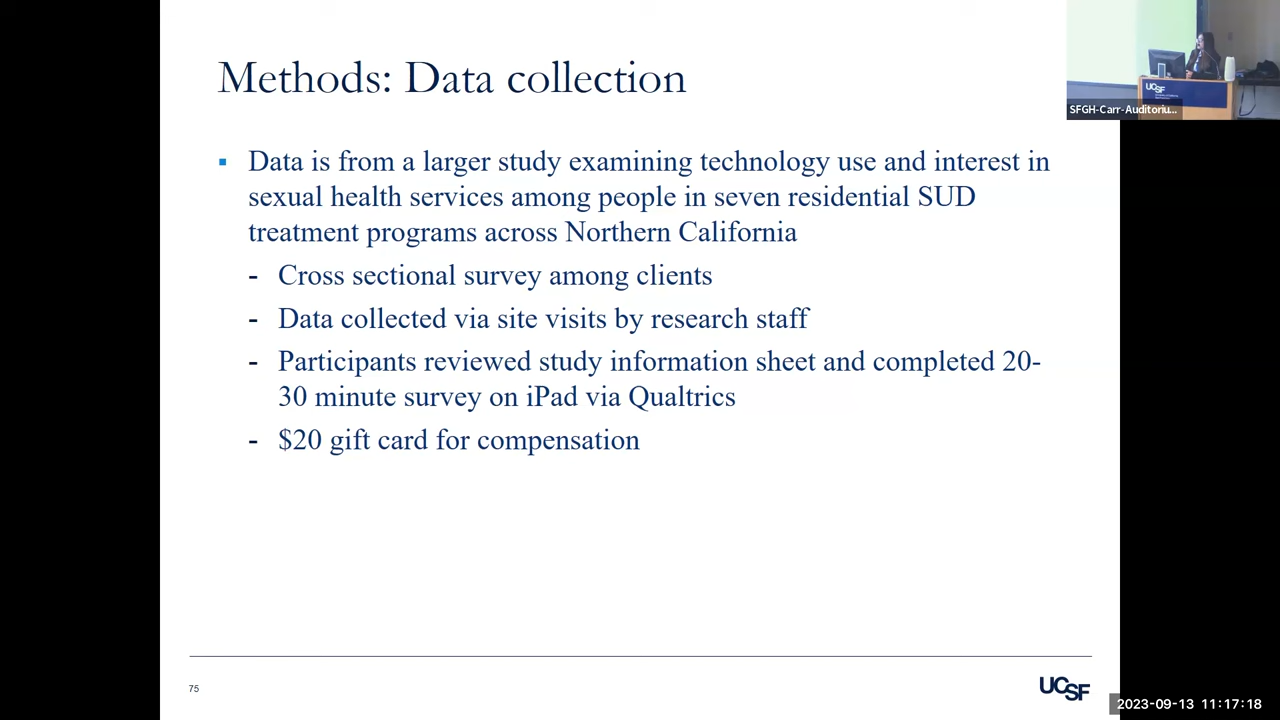 Methods: Data collection
UCSF
SFGH-Carr-Auditoriu...
▪ Data is from a larger study examining technology use and interest in
sexual health services among people in seven residential SUD
treatment programs across Northern California
- Cross sectional survey among clients
- Data collected via site visits by research staff
- Participants reviewed study information sheet and completed 20-
30 minute survey on iPad via Qualtrics
- $20 gift card for compensation
75
UCSF
2023-09-13 11:17:18